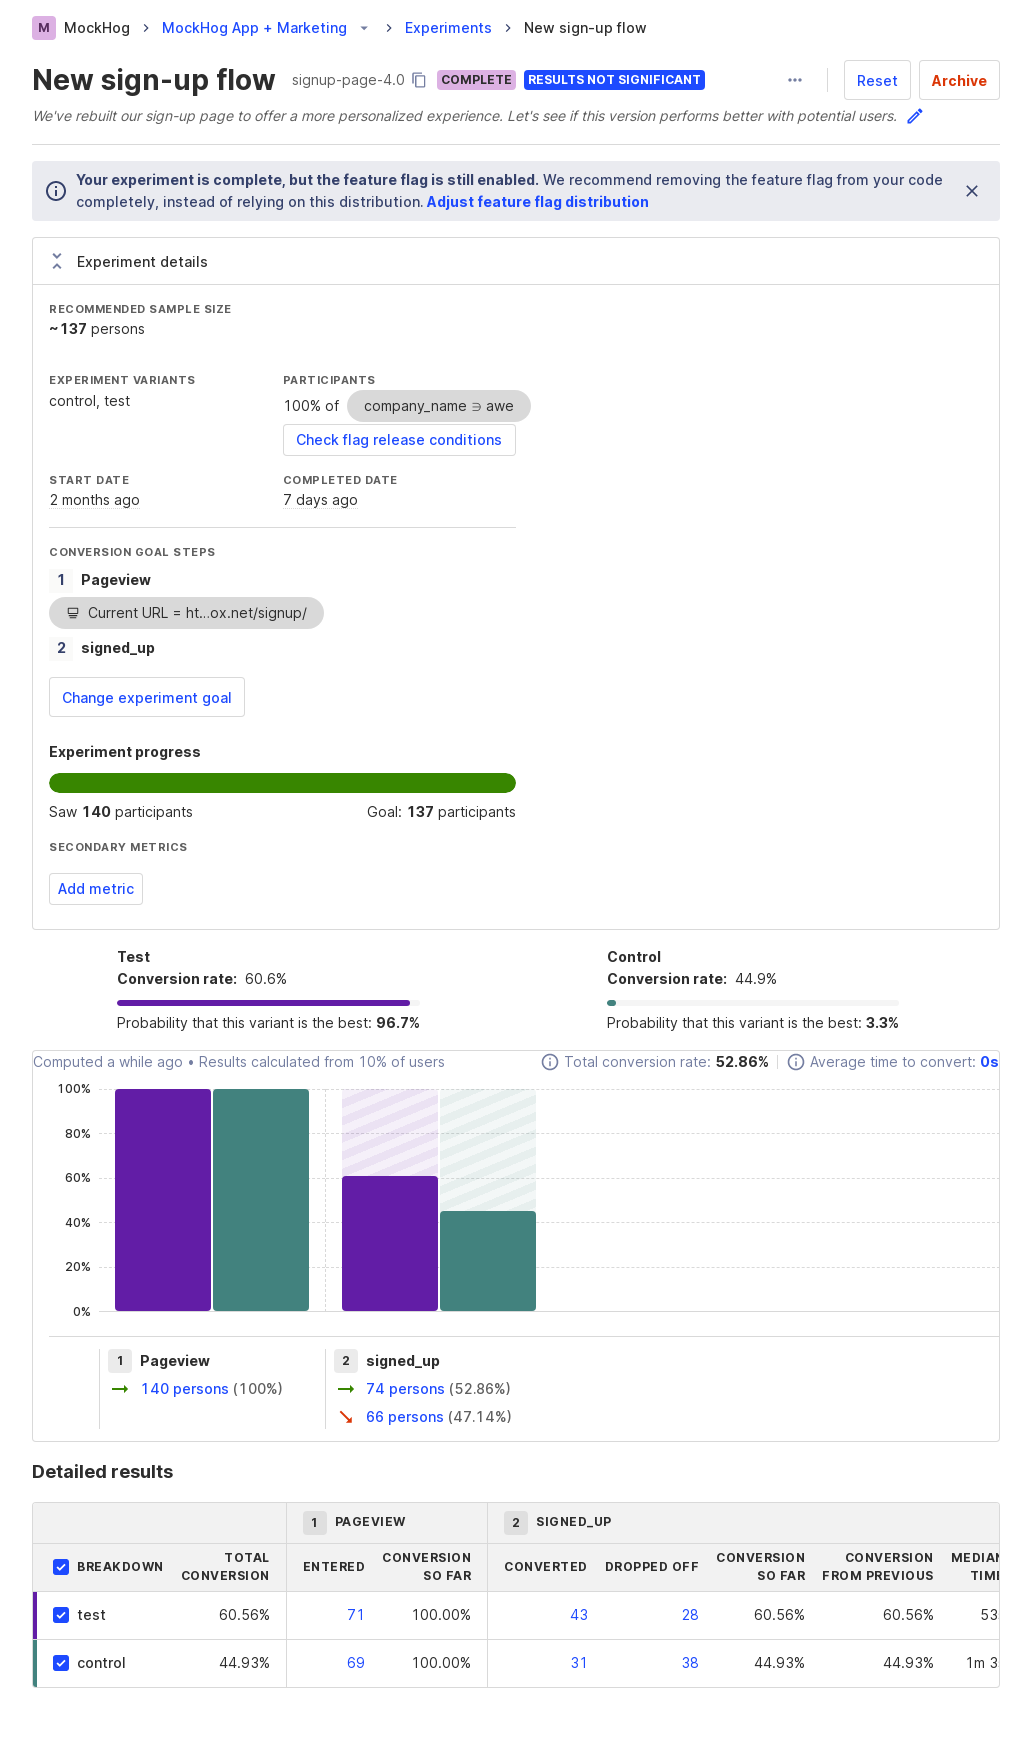 M MockHog > MockHog App + Marketing > Experiments > New sign-up flow
New sign-up flow signup-page-4.0 COMPLETE RESULTS NOT SIGNIFICANT ... Reset Archive
We've rebuilt our sign-up page to offer a more personalized experience. Let's see if this version performs better with potential users.
Your experiment is complete, but the feature flag is still enabled. We recommend removing the feature flag from your code
completely, instead of relying on this distribution. Adjust feature flag distribution
Experiment details
RECOMMENDED SAMPLE SIZE
~137 persons
EXPERIMENT VARIANTS PARTICIPANTS
control, test 100% of company_name ∋ awe
Check flag release conditions
START DATE COMPLETED DATE
2 months ago 7 days ago
CONVERSION GOAL STEPS
1 Pageview
Current URL = ht...ox.net/signup/
2 signed_up
Change experiment goal
Experiment progress
Saw 140 participants Goal: 137 participants
SECONDARY METRICS
Add metric
Test Control
Conversion rate: 60.6% Conversion rate: 44.9%
Probability that this variant is the best: 96.7% Probability that this variant is the best: 3.3%
Computed a while ago • Results calculated from 10% of users Total conversion rate: 52.86% Average time to convert: 0s
100%
80%
60%
40%
20%
0%
1 Pageview 2 signed_up
→ 140 persons (100%) → 74 persons (52.86%)
↘ 66 persons (47.14%)
Detailed results
1 PAGEVIEW 2 SIGNED_UP
BREAKDOWN TOTAL CONVERSION ENTERED CONVERSION SO FAR CONVERTED DROPPED OFF CONVERSION SO FAR CONVERSION FROM PREVIOUS MEDIAN
test 60.56% 71 100.00% 43 28 60.56% 60.56% 53
control 44.93% 69 100.00% 31 38 44.93% 44.93% 1m 3